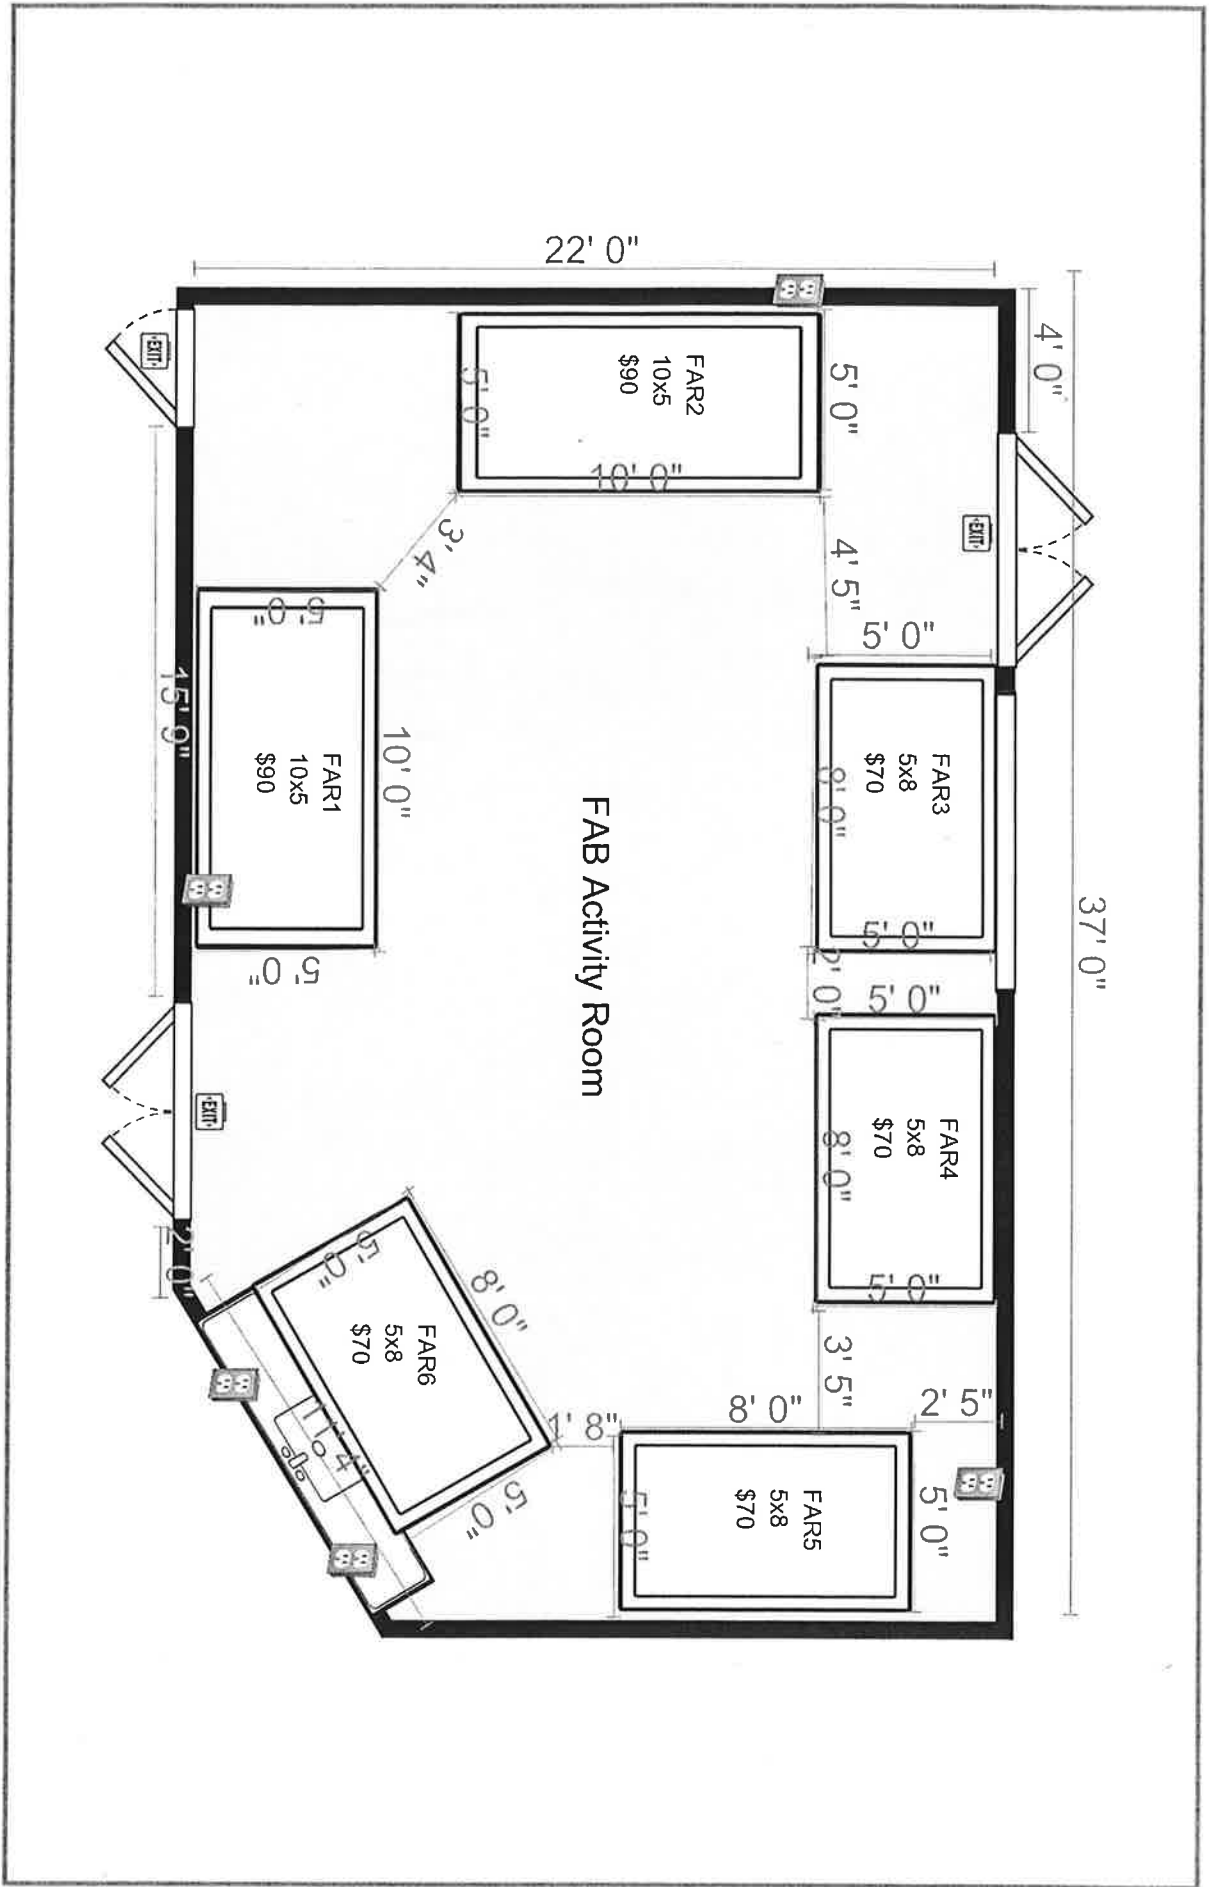 FAB Activity Room
37' 0"
22' 0"
4' 0"
EXIT
FAR2
10x5
$90
5' 0"
5' 0"
10' 0"
4' 5"
3' 4"
FAR3
5x8
$70
5' 0"
8' 0"
5' 0"
2' 0"
FAR4
5x8
$70
5' 0"
8' 0"
5' 0"
3' 5"
2' 5"
FAR5
5x8
$70
8' 0"
5' 0"
5' 0"
1' 8"
FAR6
5x8
$70
8' 0"
5' 0"
5' 0"
11' 4"
2' 0"
EXIT
FAR1
10x5
$90
10' 0"
5' 0"
5' 0"
15' 9"
EXIT